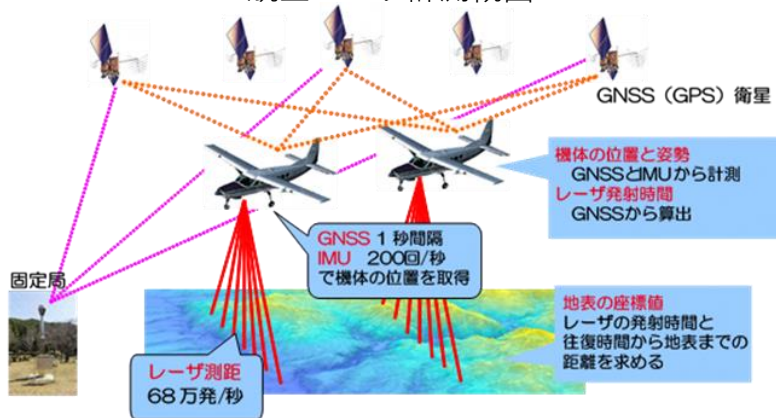 GNSS（GPS）衛星
機体の位置と姿勢
GNSSとIMUから計測
レーザ発射時間
GNSSから算出
GNSS 1秒間隔
IMU 200回/秒
で機体の位置を取得
固定局
地表の座標値
レーザの発射時間と
往復時間から地表までの
距離を求める
レーザ測距
68万発/秒